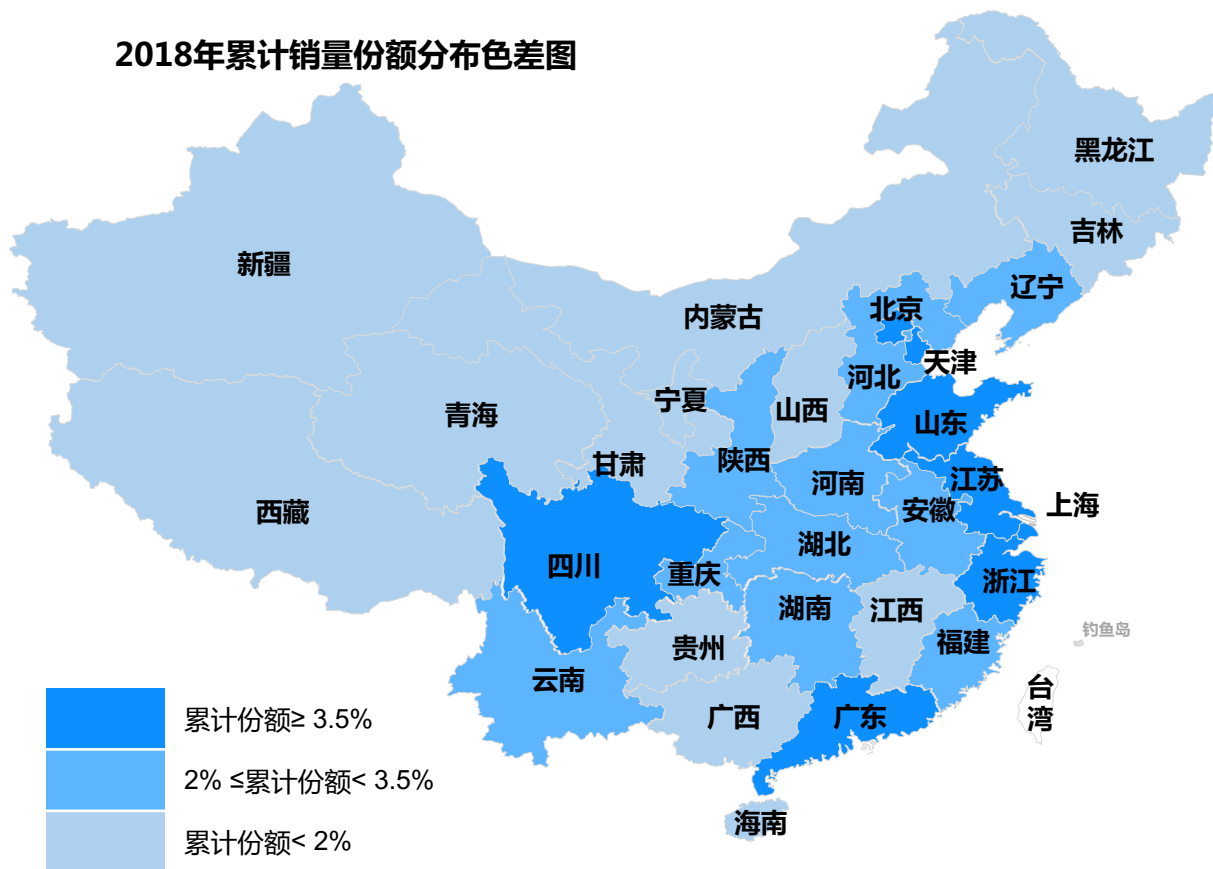 2018年累计销量份额分布色差图
黑龙江
吉林
新疆
辽宁
北京
内蒙古
天津
河北
宁夏
山西
青海
山东
陕西
甘肃
河南
江苏
安徽
上海
西藏
湖北
四川
重庆
浙江
湖南
江西
钓鱼岛
福建
贵州
云南
台
湾
广西
广东
累计份额≥ 3.5%
2% ≤累计份额< 3.5%
海南
累计份额< 2%